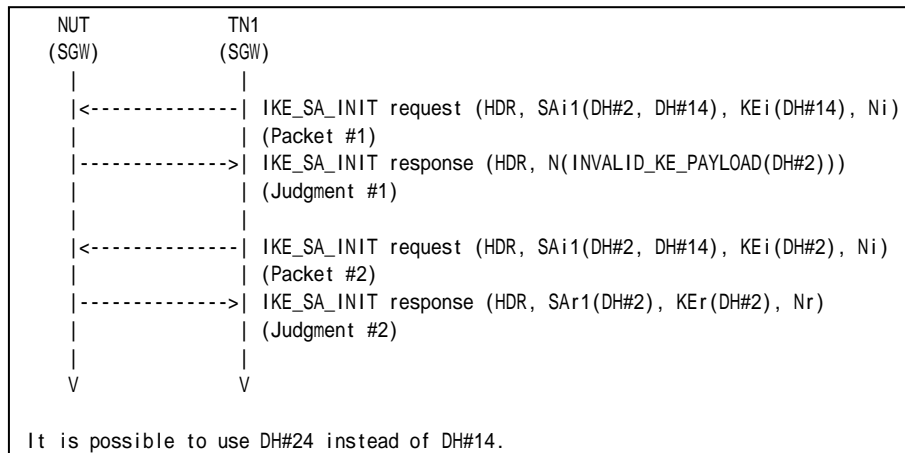 NUT TN1
(SGW) (SGW)
| |
|<--------------| IKE_SA_INIT request (HDR, SAi1(DH#2, DH#14), KEi(DH#14), Ni)
| | (Packet #1)
|-------------->| IKE_SA_INIT response (HDR, N(INVALID_KE_PAYLOAD(DH#2)))
| | (Judgment #1)
| |
|<--------------| IKE_SA_INIT request (HDR, SAi1(DH#2, DH#14), KEi(DH#2), Ni)
| | (Packet #2)
|-------------->| IKE_SA_INIT response (HDR, SAr1(DH#2), KEr(DH#2), Nr)
| | (Judgment #2)
| |
V V
It is possible to use DH#24 instead of DH#14.